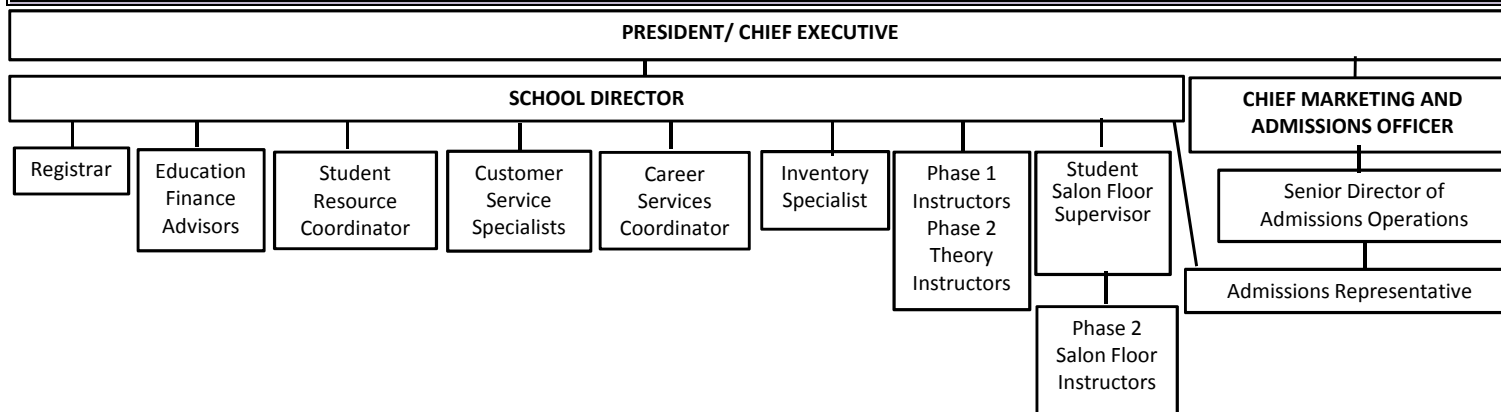 PRESIDENT/ CHIEF EXECUTIVE
SCHOOL DIRECTOR
CHIEF MARKETING AND
ADMISSIONS OFFICER
Registrar
Education
Finance
Advisors
Student
Resource
Coordinator
Customer
Service
Specialists
Career
Services
Coordinator
Inventory
Specialist
Phase 1
Instructors
Phase 2
Theory
Instructors
Student
Salon Floor
Supervisor
Senior Director of
Admissions Operations
Admissions Representative
Phase 2
Salon Floor
Instructors